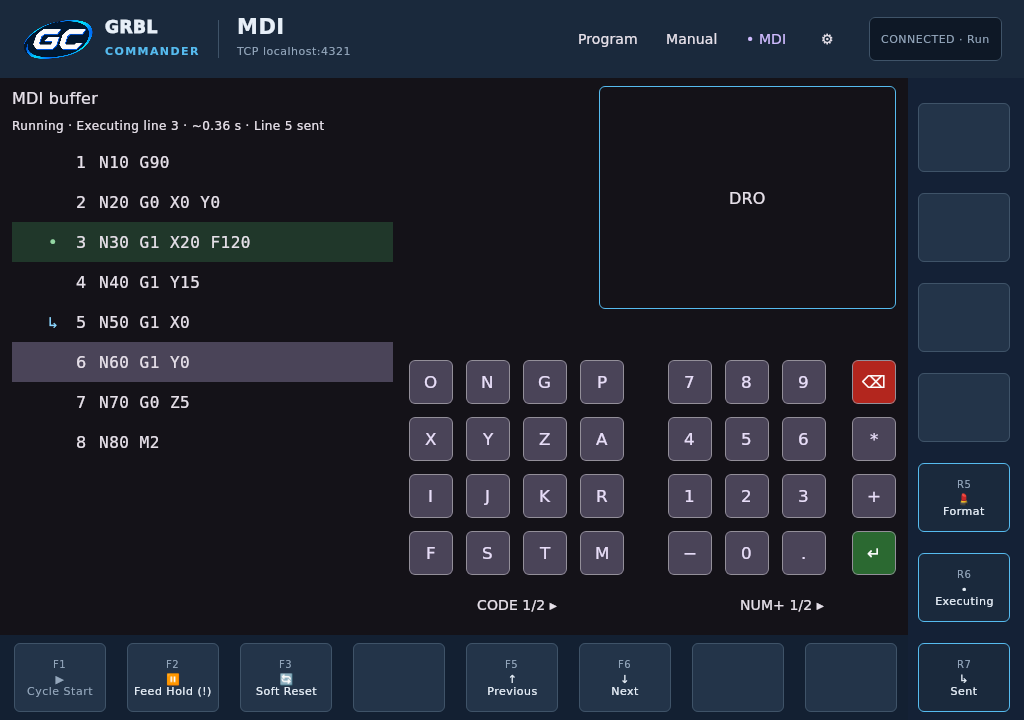 GC
GRBL
COMMANDER
MDI
TCP localhost:4321
Program
Manual
• MDI
⚙
CONNECTED · Run
MDI buffer
Running · Executing line 3 · ~0.36 s · Line 5 sent
1 N10 G90
2 N20 G0 X0 Y0
• 3 N30 G1 X20 F120
4 N40 G1 Y15
↳ 5 N50 G1 X0
6 N60 G1 Y0
7 N70 G0 Z5
8 N80 M2
DRO
O N G P 7 8 9 ⌫
X Y Z A 4 5 6 *
I J K R 1 2 3 +
F S T M − 0 . ↵
CODE 1/2 ▸
NUM+ 1/2 ▸
R5
Format
R6
•
Executing
R7
↳
Sent
F1
▶
Cycle Start
F2
⏸
Feed Hold (!)
F3
🔄
Soft Reset
F5
↑
Previous
F6
↓
Next